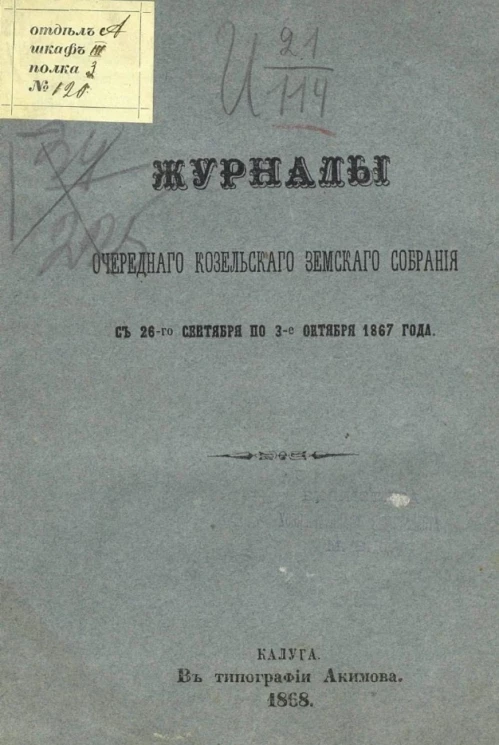 отдѣлъ А
шкафъ III
полка 3
№ 120.
И 21
114
ЖУРНАЛЫ
ОЧЕРЕДНАГО КОЗЕЛЬСКАГО ЗЕМСКАГО СОБРАНІЯ
СЪ 26-го СЕНТЯБРЯ ПО 3-е ОКТЯБРЯ 1867 ГОДА.
КАЛУГА.
Въ типографіи Акимова.
1868.